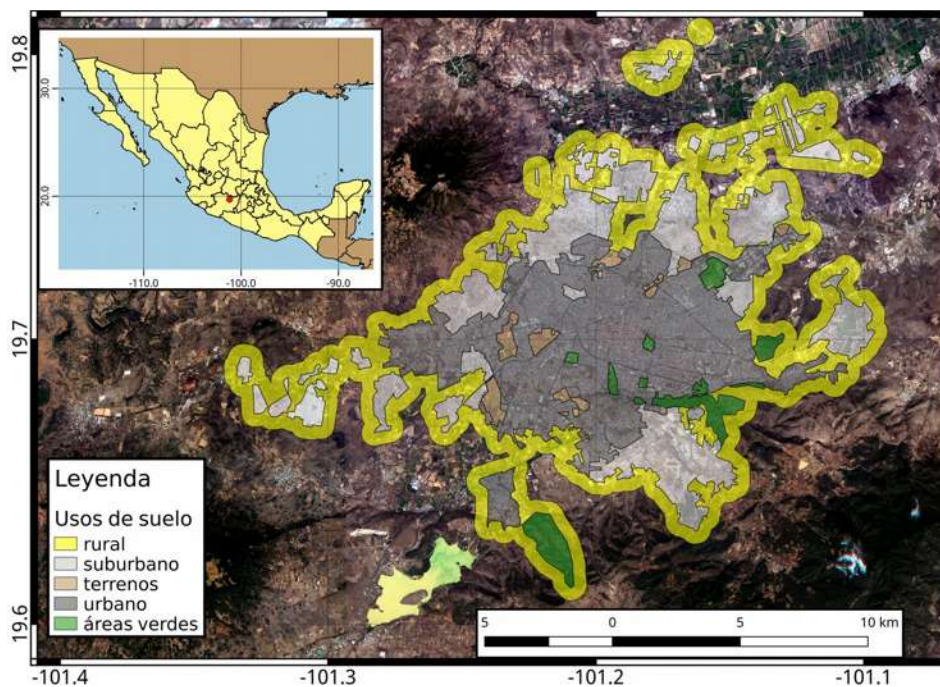 19.8
19.7
19.6
30.0
20.0
-110.0
-100.0
-90.0
Leyenda
Usos de suelo
rural
suburbano
terrenos
urbano
áreas verdes
5
0
5
10 km
-101.4
-101.3
-101.2
-101.1